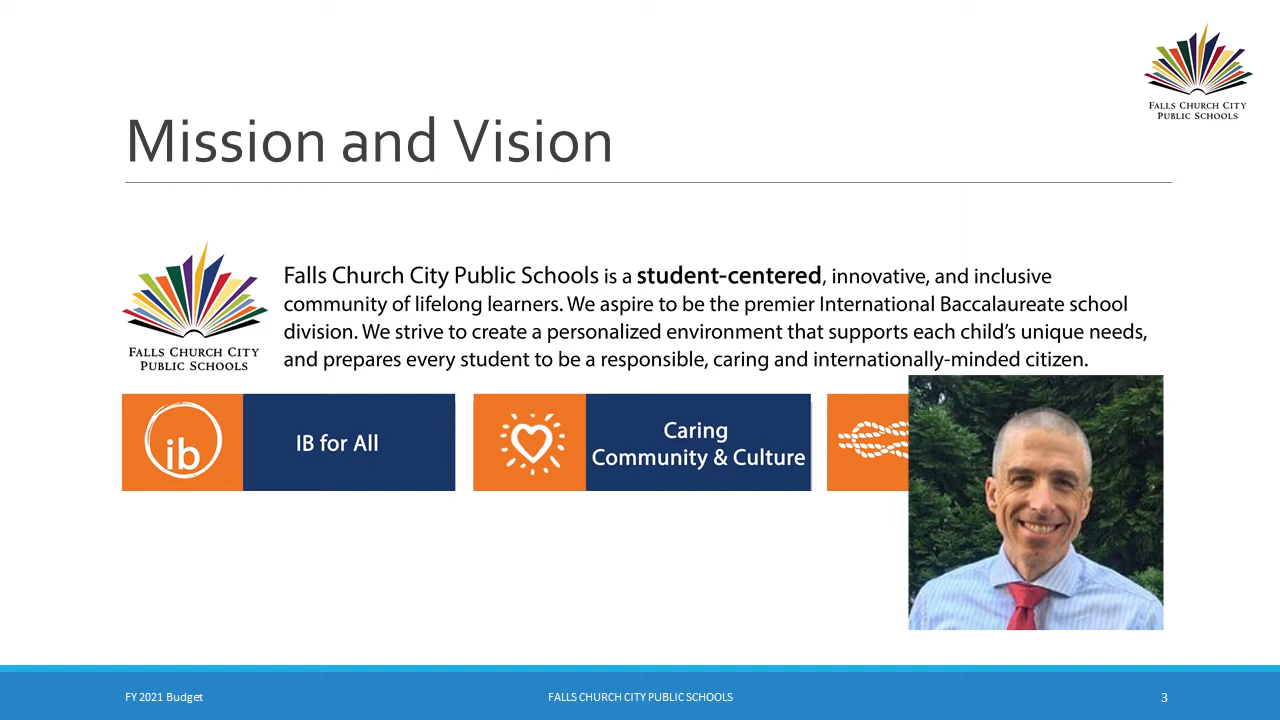 FALLS CHURCH CITY
PUBLIC SCHOOLS
Mission and Vision
FALLS CHURCH CITY
PUBLIC SCHOOLS
Falls Church City Public Schools is a student-centered, innovative, and inclusive
community of lifelong learners. We aspire to be the premier International Baccalaureate school
division. We strive to create a personalized environment that supports each child's unique needs,
and prepares every student to be a responsible, caring and internationally-minded citizen.
ib
IB for All
Caring
Community & Culture
FY 2021 Budget
FALLS CHURCH CITY PUBLIC SCHOOLS
3